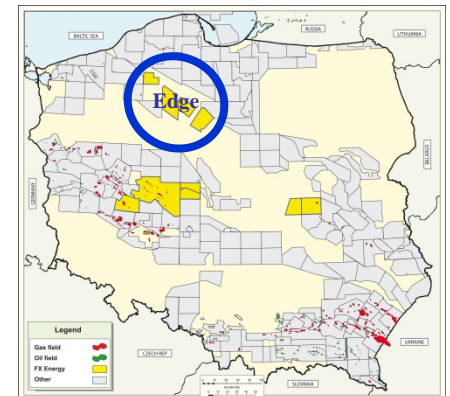 BALTIC SEA
RUSSIA
LITHUANIA
Edge
BELARUS
GERMANY
Legend
Gas field
Oil field
FX Energy
Other
CZECH REP
UKRAINE
SLOVAKIA